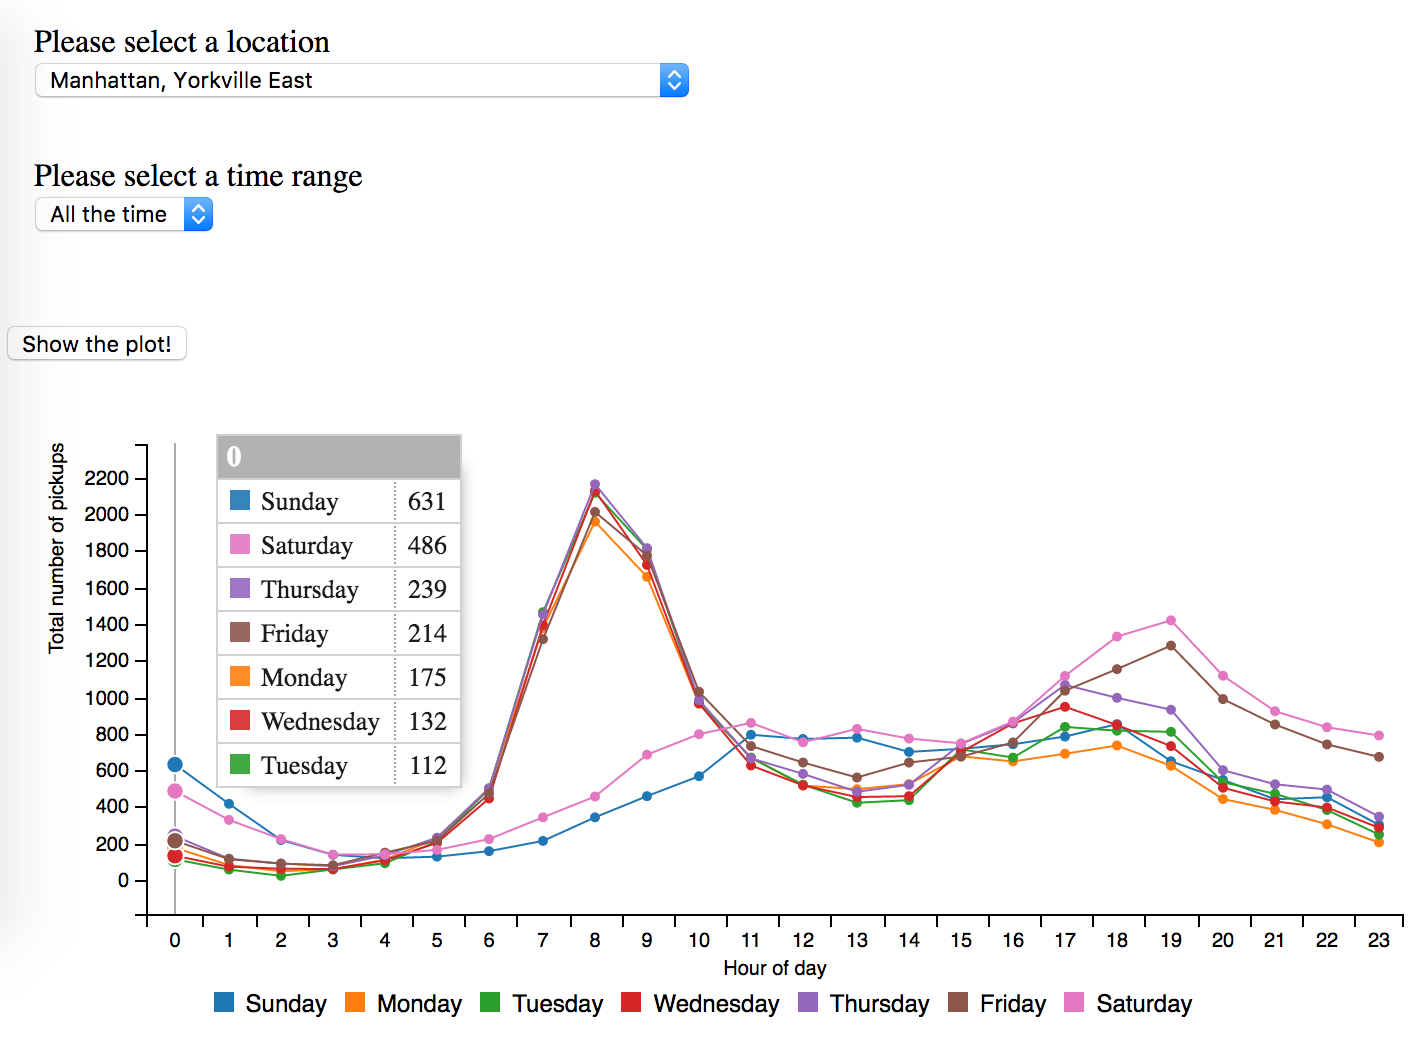 Please select a location
Manhattan, Yorkville East
Please select a time range
All the time
Show the plot!
Total number of pickups
2200
2000
1800
1600
1400
1200
1000
800
600
400
200
0
0
Sunday 631
Saturday 486
Thursday 239
Friday 214
Monday 175
Wednesday 132
Tuesday 112
0 1 2 3 4 5 6 7 8 9 10 11 12 13 14 15 16 17 18 19 20 21 22 23
Hour of day
Sunday Monday Tuesday Wednesday Thursday Friday Saturday